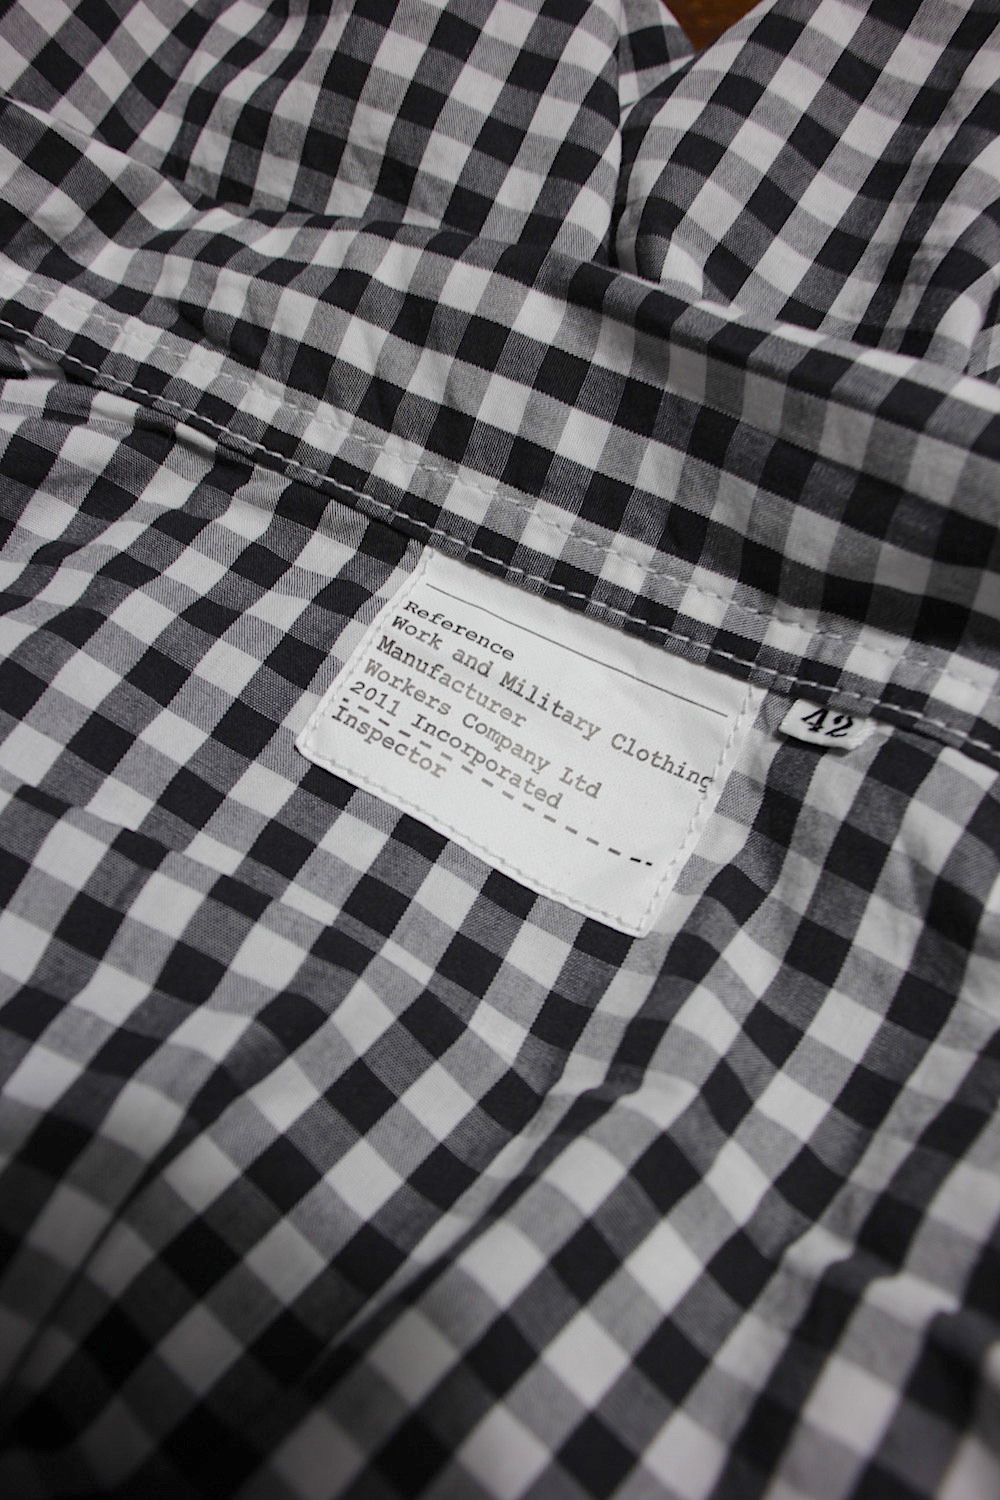 Reference
Work and Military Clothing
Manufacturer
Workers Company Ltd
2011 Incorporated
Inspector
42